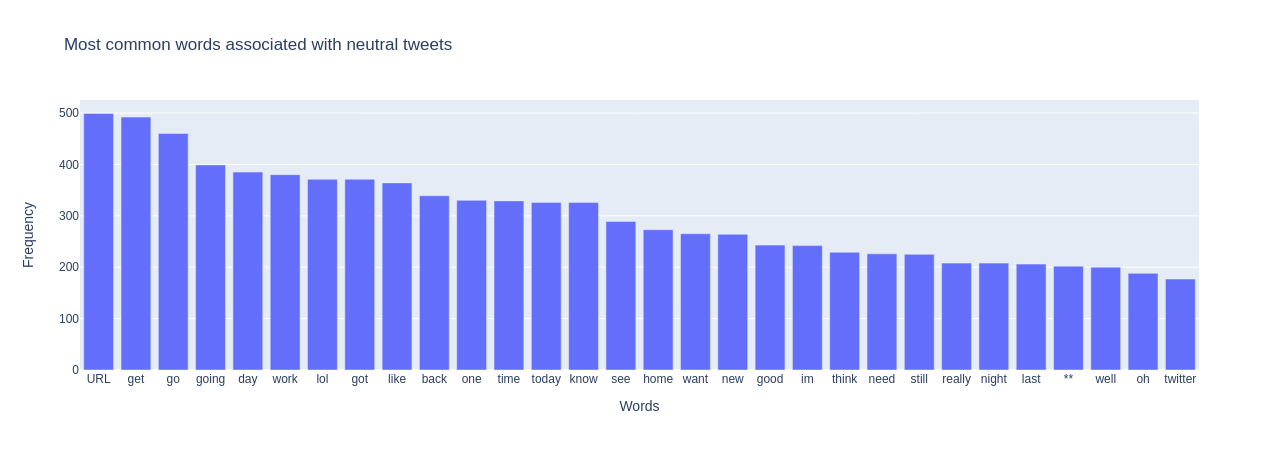 Most common words associated with neutral tweets
500
400
300
200
100
0
Frequency
URL get go going day work lol got like back one time today know see home want new good im think need still really night last ** well oh twitter
Words